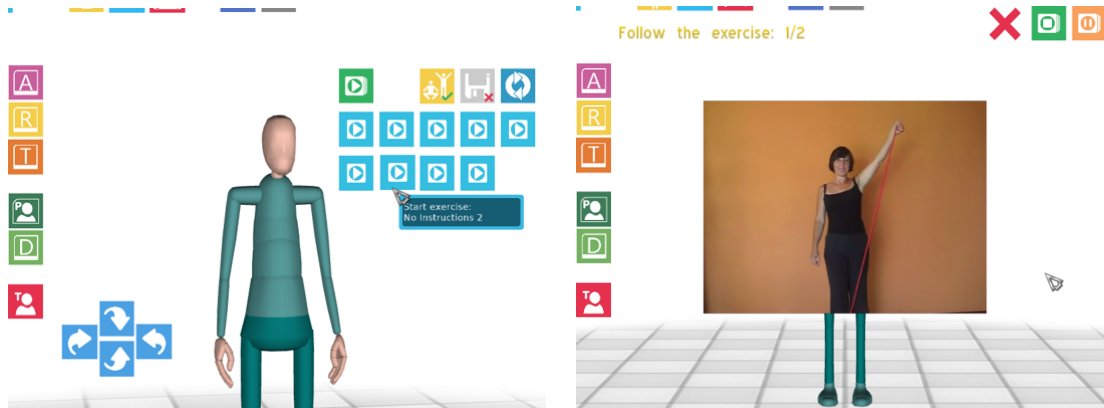 A
R
T
P
D
T
Start exercise:
No Instructions 2
Follow the exercise: 1/2
A
R
T
P
D
T